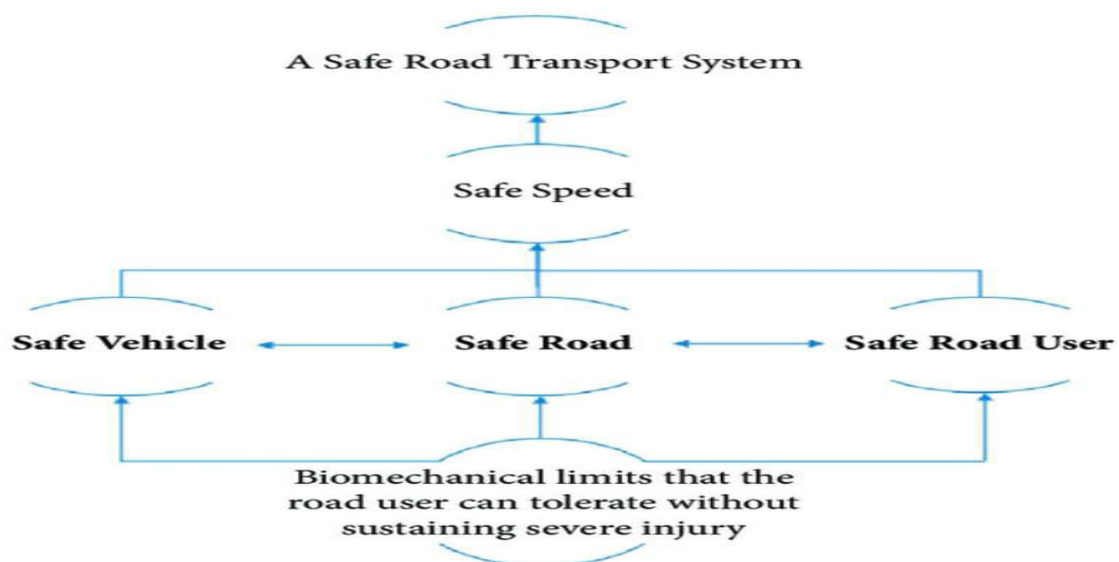 A Safe Road Transport System
Safe Speed
Safe Vehicle
Safe Road
Safe Road User
Biomechanical limits that the
road user can tolerate without
sustaining severe injury